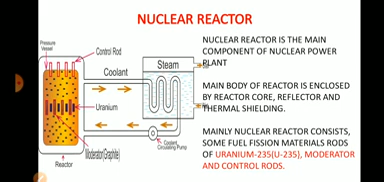 NUCLEAR REACTOR
Pressure
Vessel
Control Rod
Coolant
Steam
Uranium
Moderator(Graphite)
Coolant
Circulating Pump
Reactor
NUCLEAR REACTOR IS THE MAIN
COMPONENT OF NUCLEAR POWER
PLANT
MAIN BODY OF REACTOR IS ENCLOSED
BY REACTOR CORE, REFLECTOR AND
THERMAL SHIELDING.
MAINLY NUCLEAR REACTOR CONSISTS,
SOME FUEL FISSION MATERIALS RODS
OF URANIUM-235(U-235), MODERATOR
AND CONTROL RODS.